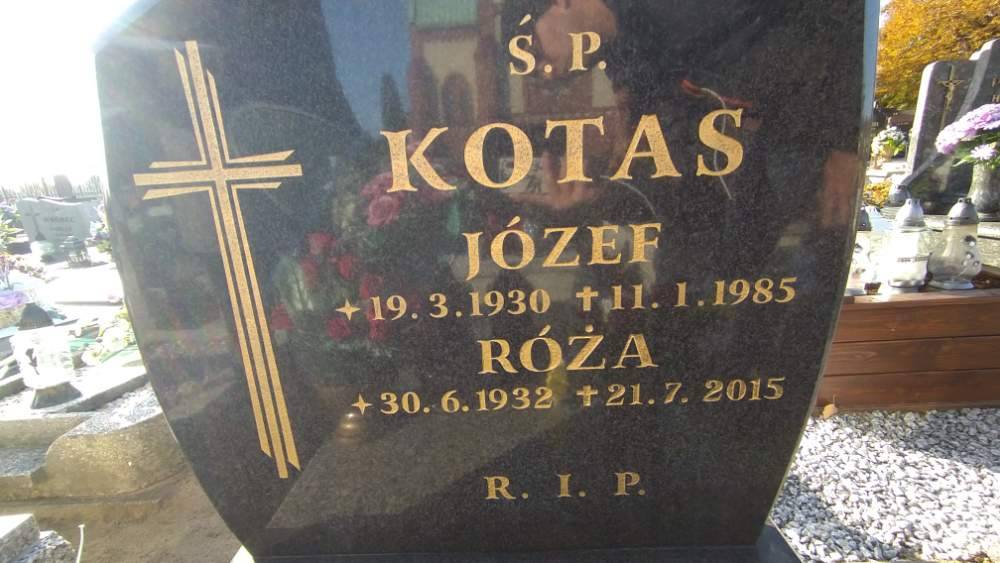 Ś. P.
KOTAS
JÓZEF
✦19. 3. 1930 ✝11. 1. 1985
RÓŻA
✦30. 6. 1932 ✝21. 7. 2015
R. I. P.